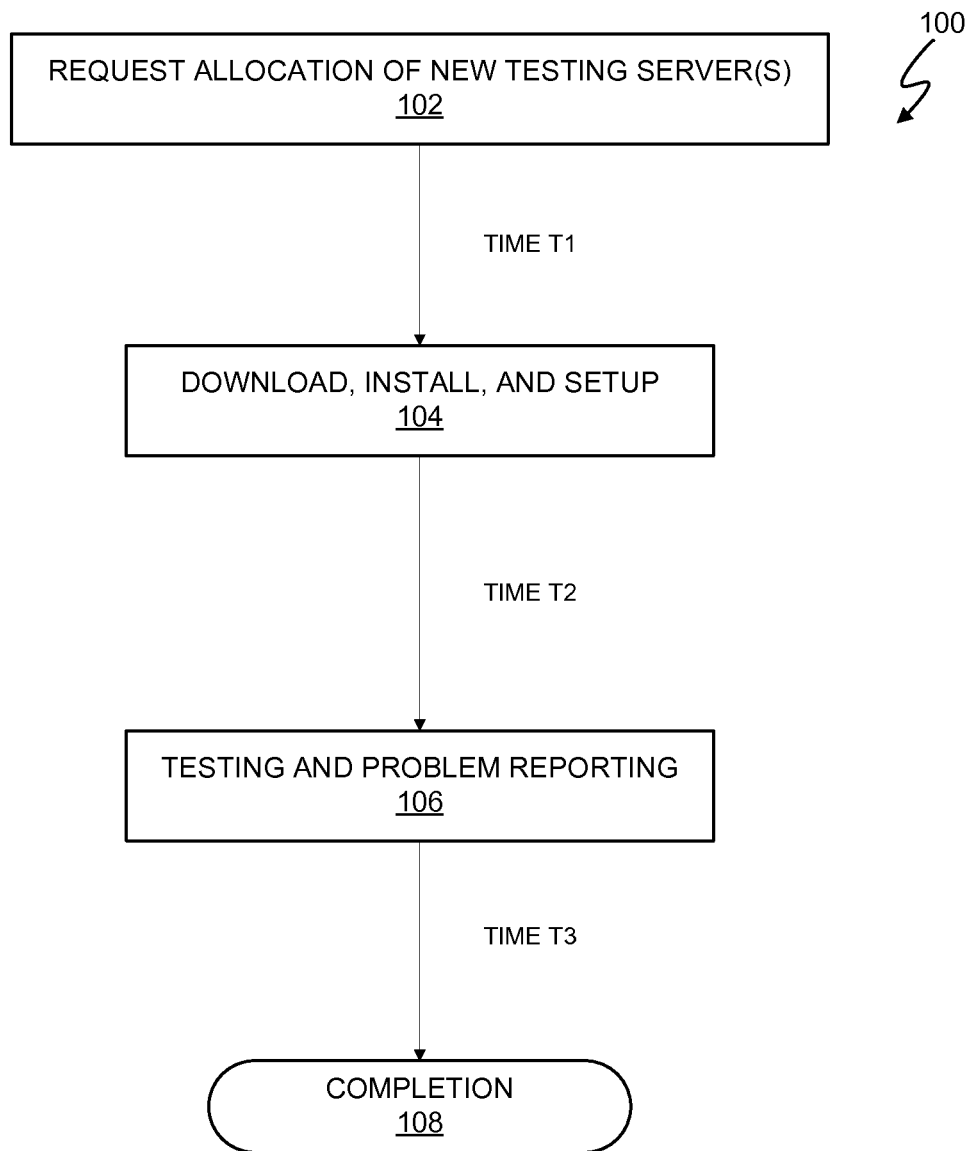 100
REQUEST ALLOCATION OF NEW TESTING SERVER(S)
102
TIME T1
DOWNLOAD, INSTALL, AND SETUP
104
TIME T2
TESTING AND PROBLEM REPORTING
106
TIME T3
COMPLETION
108